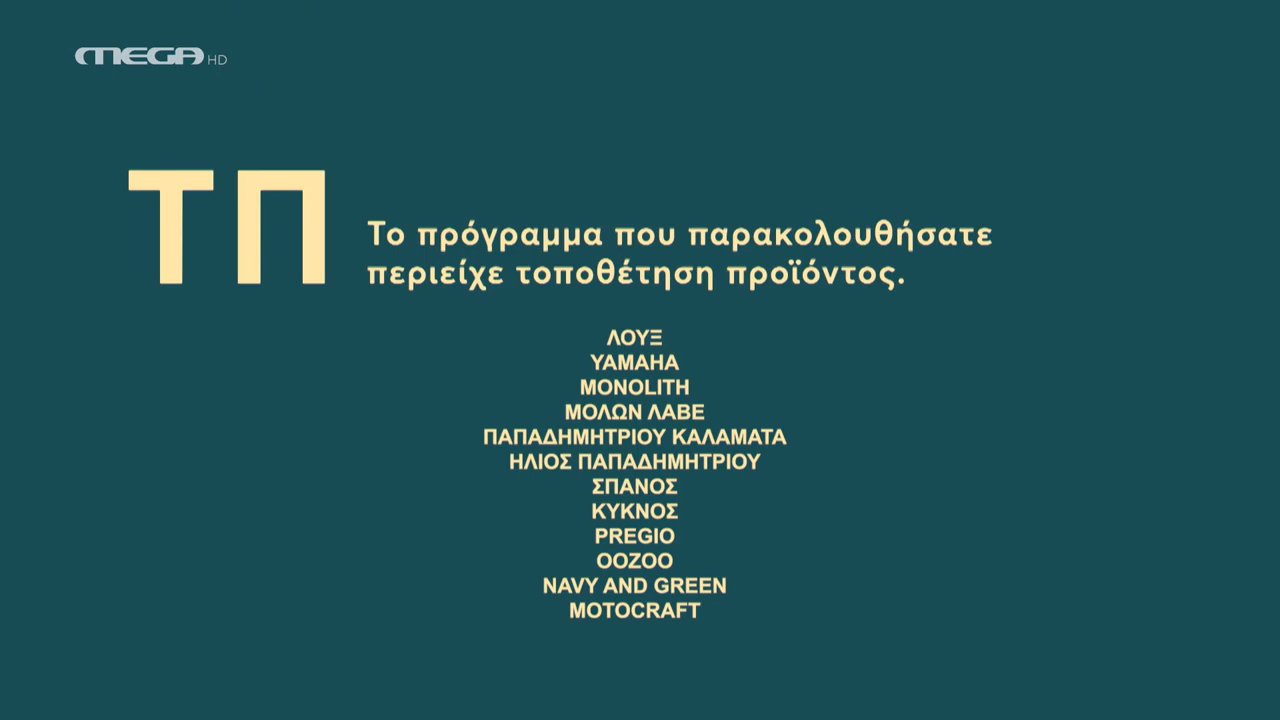 MEGA HD
ΤΠ
Το πρόγραμμα που παρακολουθήσατε
περιείχε τοποθέτηση προϊόντος.
ΛΟΥΞ
YAMAHA
MONOLITH
ΜΟΛΩΝ ΛΑΒΕ
ΠΑΠΑΔΗΜΗΤΡΙΟΥ ΚΑΛΑΜΑΤΑ
ΗΛΙΟΣ ΠΑΠΑΔΗΜΗΤΡΙΟΥ
ΣΠΑΝΟΣ
ΚΥΚΝΟΣ
PREGIO
OOZOO
NAVY AND GREEN
MOTOCRAFT